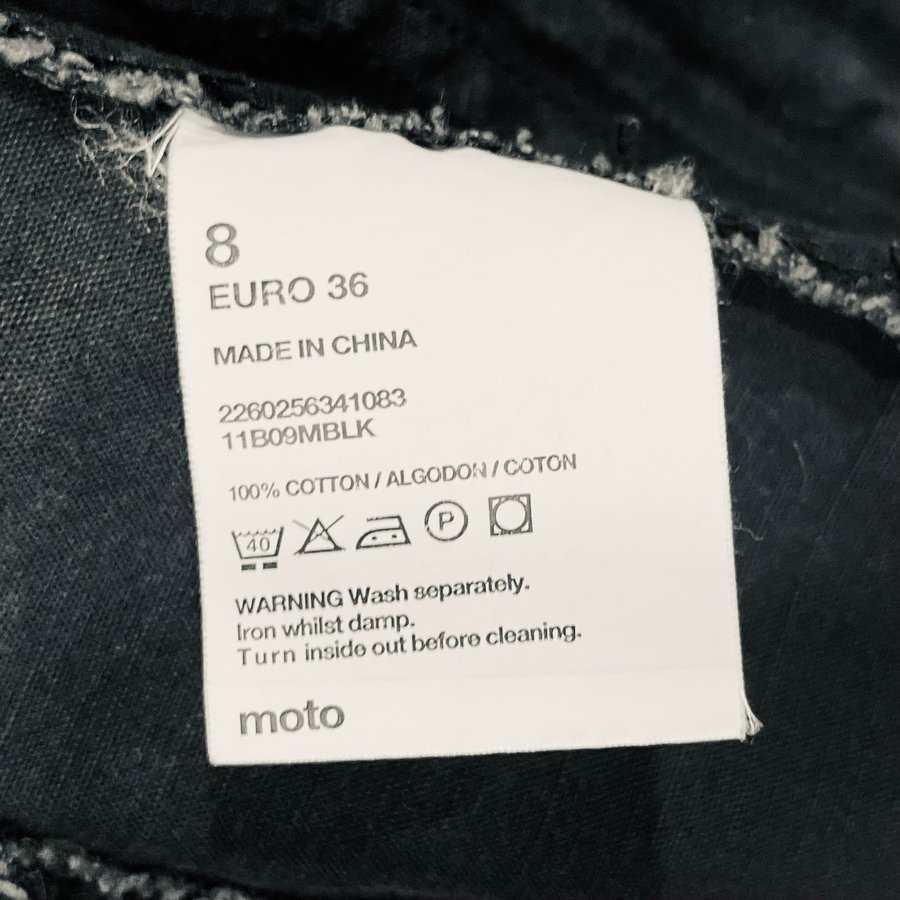 8
EURO 36
MADE IN CHINA
2260256341083
11B09MBLK
100% COTTON / ALGODON / COTON
40 P
WARNING Wash separately.
Iron whilst damp.
Turn inside out before cleaning.
moto